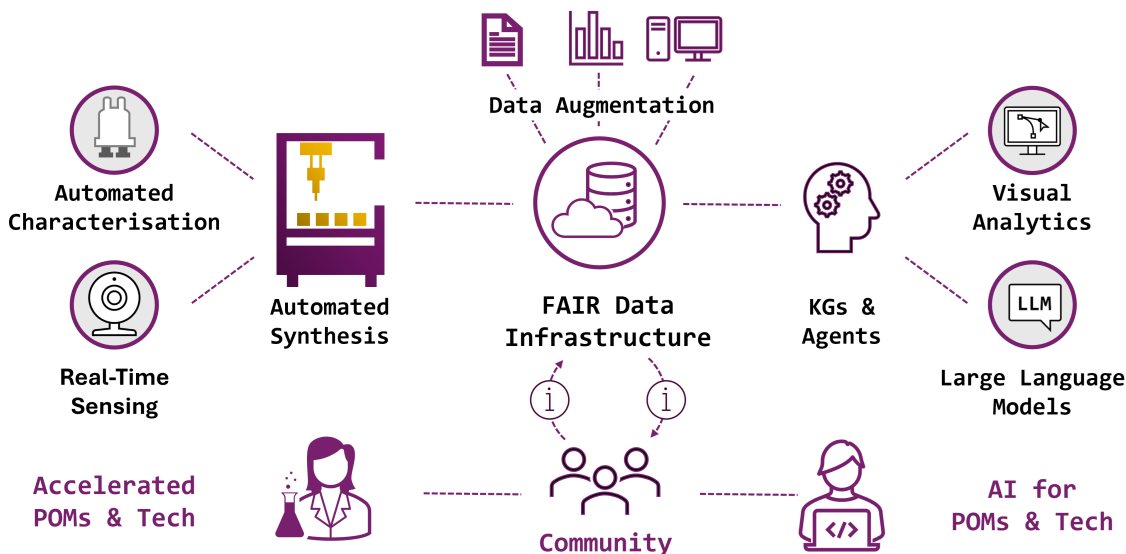 Data Augmentation
Automated
Characterisation
Visual
Analytics
Automated
Synthesis
FAIR Data
Infrastructure
KGs &
Agents
LLM
Real-Time
Sensing
Large Language
Models
i
i
Accelerated
POMs & Tech
</>
Community
AI for
POMs & Tech